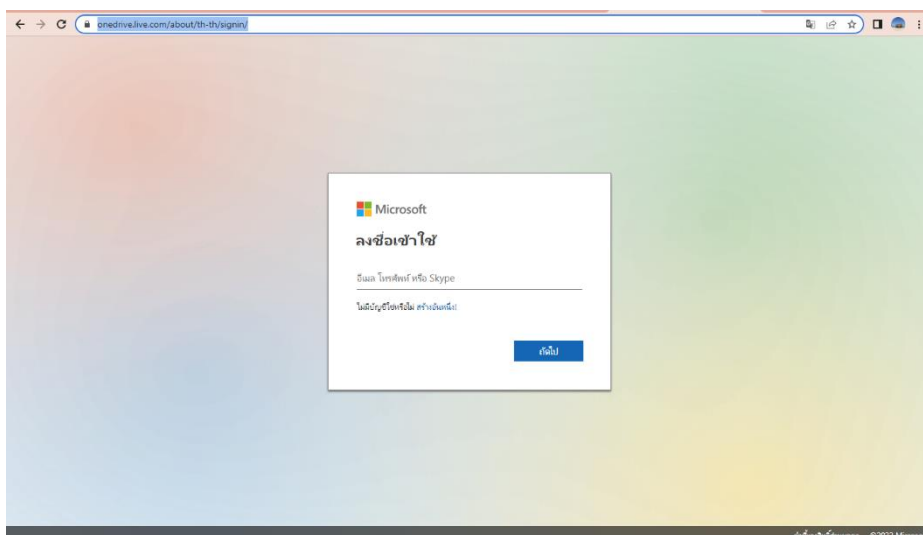 onedrive.live.com/about/th-th/signin/
Microsoft
ลงชื่อเข้าใช้
อีเมล โทรศัพท์ หรือ Skype
ไม่มีบัญชีใช่หรือไม่ สร้างอันหนึ่ง!
ถัดไป